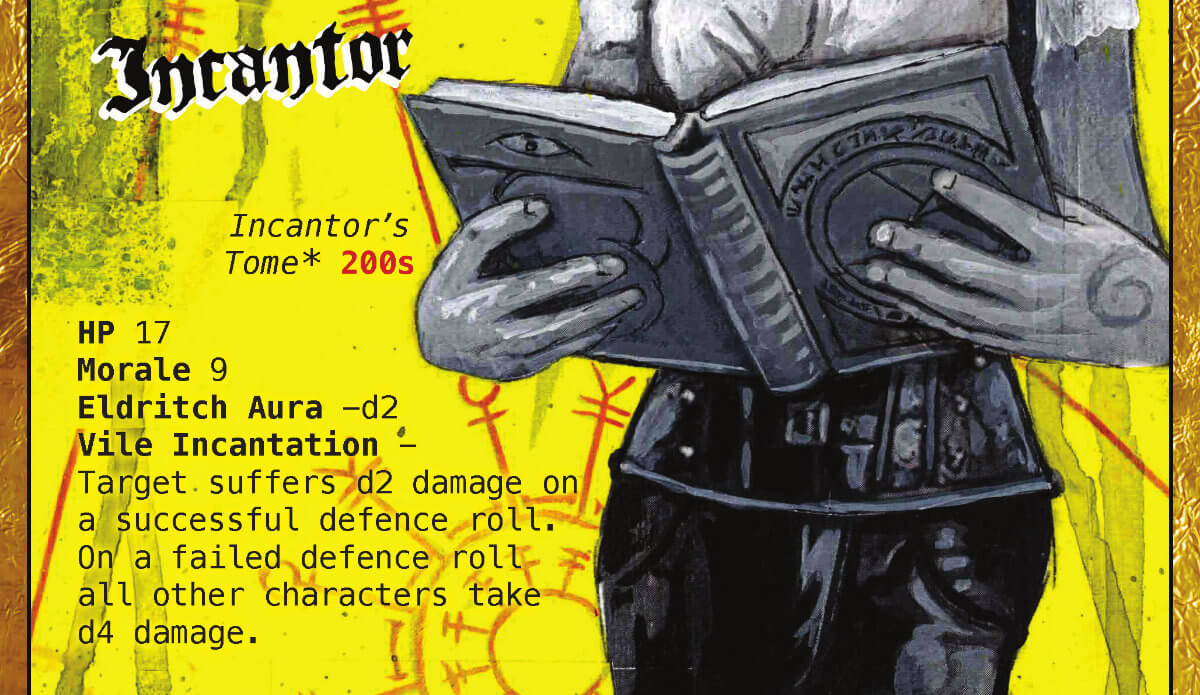 Incantor
Incantor's
Tome* 200s
HP 17
Morale 9
Eldritch Aura –d2
Vile Incantation –
Target suffers d2 damage on
a successful defence roll.
On a failed defence roll
all other characters take
d4 damage.